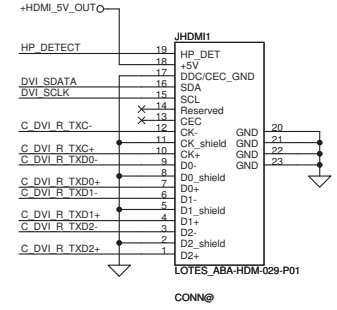 +HDMI_5V_OUT
JHDMI1
HP_DETECT 19 HP_DET
18 +5V
17 DDC/CEC_GND
DVI_SDATA 16 SDA
DVI_SCLK 15 SCL
14 Reserved
13 CEC
C_DVI_R_TXC- 12 CK- GND 20
11 CK_shield GND 21
C_DVI_R_TXC+ 10 CK+ GND 22
C_DVI_R_TXD0- 9 D0- GND 23
8 D0_shield
C_DVI_R_TXD0+ 7 D0+
C_DVI_R_TXD1- 6 D1-
5 D1_shield
C_DVI_R_TXD1+ 4 D1+
C_DVI_R_TXD2- 3 D2-
2 D2_shield
C_DVI_R_TXD2+ 1 D2+
LOTES_ABA-HDM-029-P01
CONN@